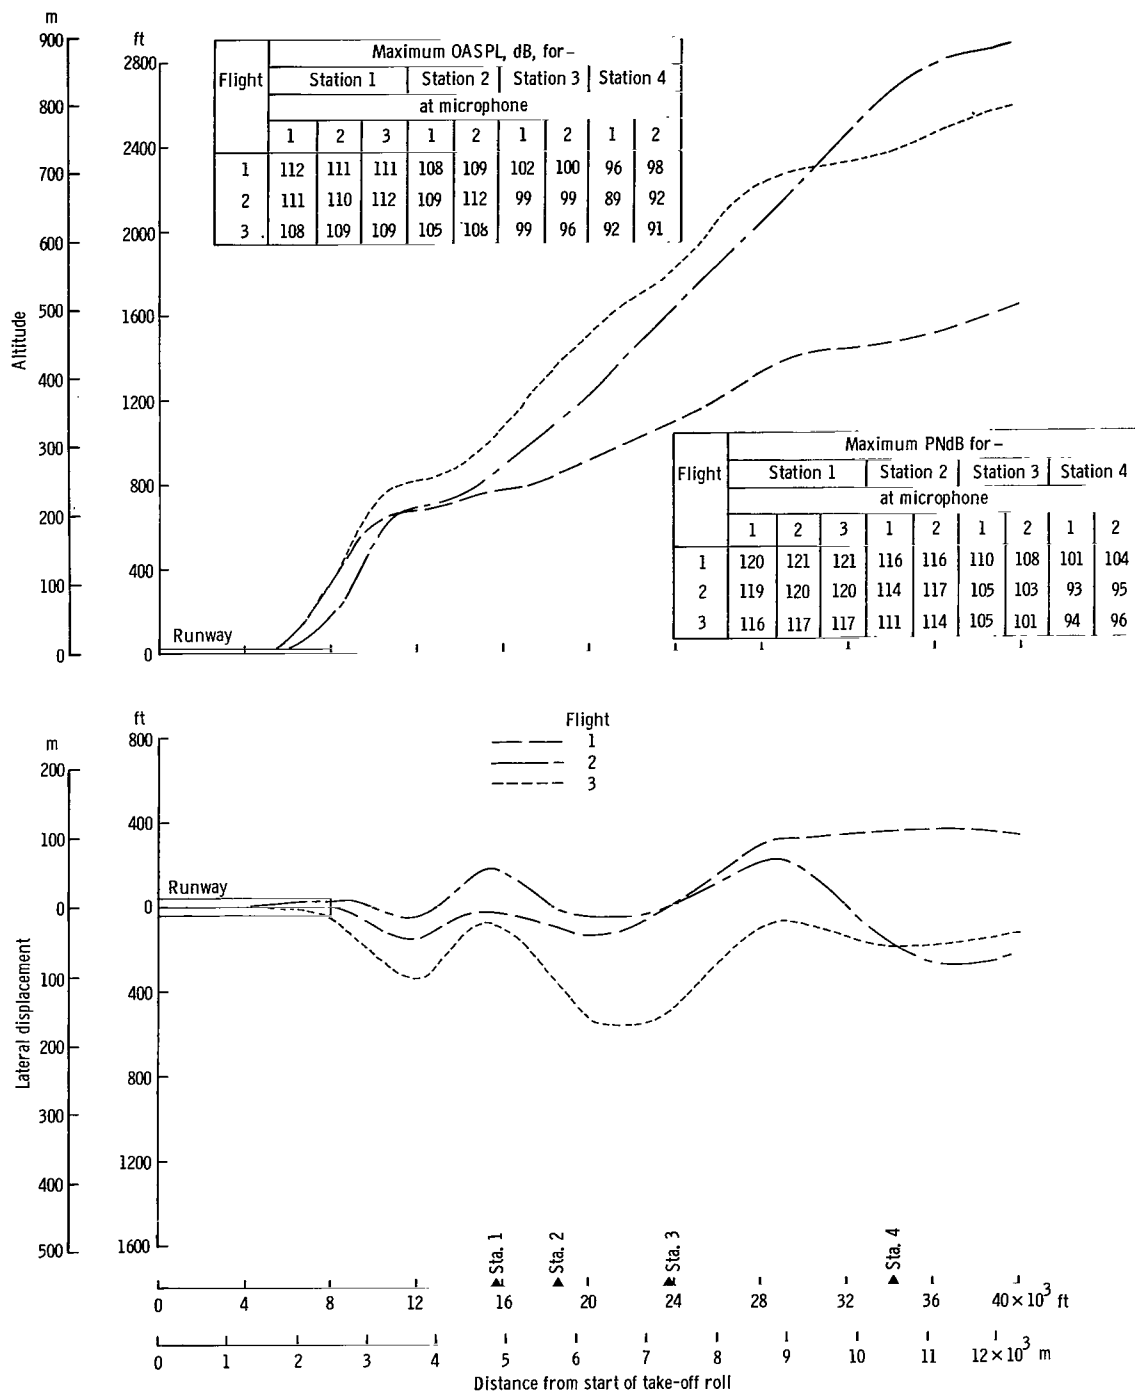 m
ft
900
800
700
600
500
400
300
200
100
0
Altitude
2800
2400
2000
1600
1200
800
400
0
Runway
Flight Maximum OASPL, dB, for–
Station 1 Station 2 Station 3 Station 4
at microphone
1 2 3 1 2 1 2 1 2
1 112 111 111 108 109 102 100 96 98
2 111 110 112 109 112 99 99 89 92
3 108 109 109 105 108 99 96 92 91
Flight Maximum PNdB for–
Station 1 Station 2 Station 3 Station 4
at microphone
1 2 3 1 2 1 2 1 2
1 120 121 121 116 116 110 108 101 104
2 119 120 120 114 117 105 103 93 95
3 116 117 117 111 114 105 101 94 96
Flight
1
2
3
m
ft
200
100
0
100
200
300
400
500
Lateral displacement
800
400
0
400
800
1200
1600
Runway
Sta. 1
Sta. 2
Sta. 3
Sta. 4
0 4 8 12 16 20 24 28 32 36 40×10³ ft
0 1 2 3 4 5 6 7 8 9 10 11 12×10³ m
Distance from start of take-off roll